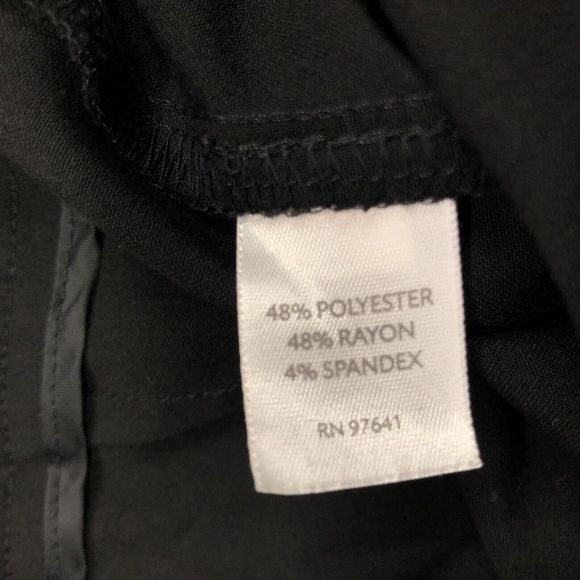 48% POLYESTER
48% RAYON
4% SPANDEX
RN 97641